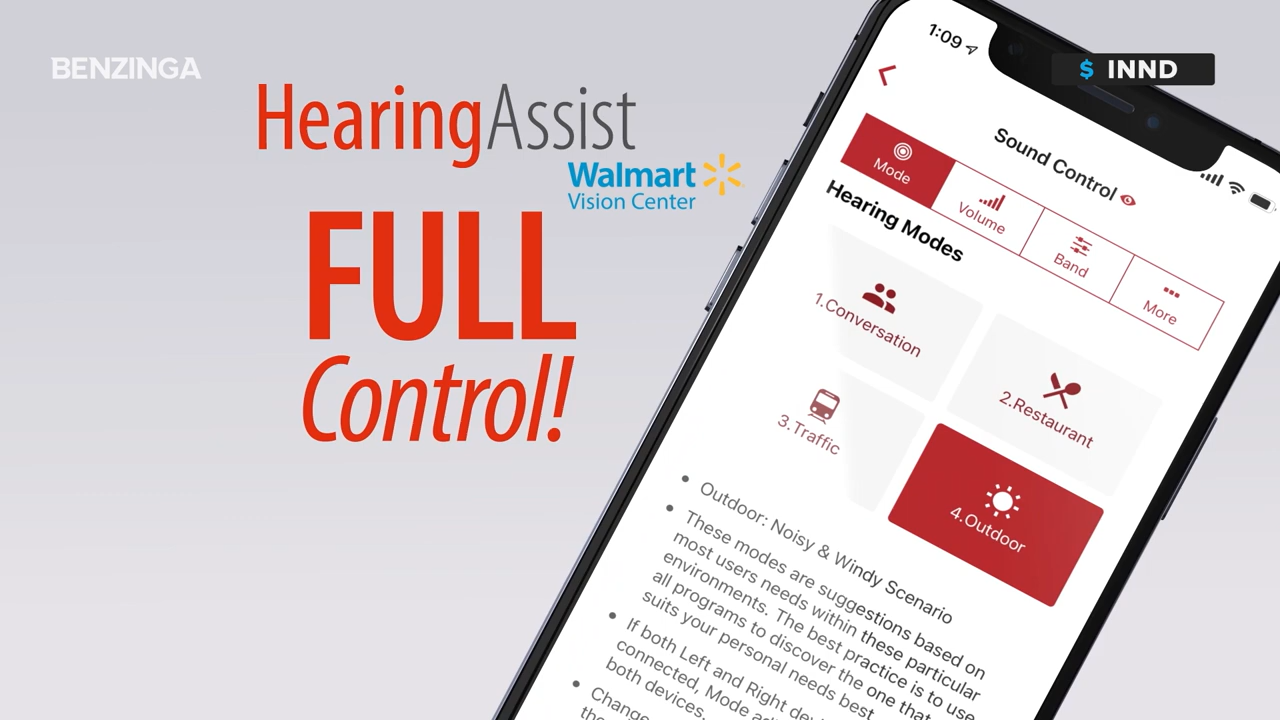 BENZINGA
$ INND
HearingAssist
Walmart
Vision Center
FULL
Control!
1:09
Sound Control
Mode
Volume
Band
More
Hearing Modes
1.Conversation
2.Restaurant
3.Traffic
4.Outdoor
• Outdoor: Noisy & Windy Scenario
• These modes are suggestions based on
most users needs within these particular
environments. The best practice is to use
all programs to discover the one that
suits your personal needs best
• If both Left and Right
connected, Mode
both devices.
• Change